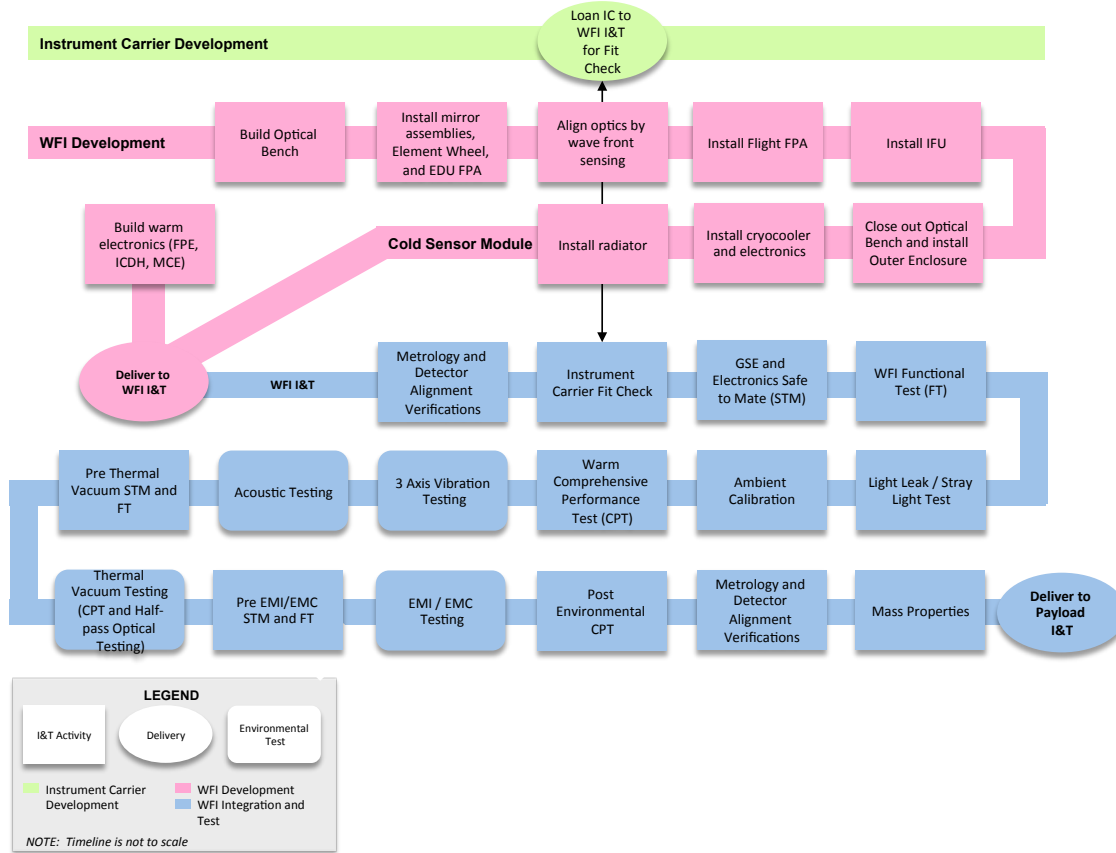 Loan IC to
WFI I&T
for Fit
Check
Instrument Carrier Development
WFI Development
Build Optical
Bench
Install mirror
assemblies,
Element Wheel,
and EDU FPA
Align optics by
wave front
sensing
Install Flight FPA
Install IFU
Build warm
electronics (FPE,
ICDH, MCE)
Cold Sensor Module
Install radiator
Install cryocooler
and electronics
Close out Optical
Bench and install
Outer Enclosure
Deliver to
WFI I&T
WFI I&T
Metrology and
Detector
Alignment
Verifications
Instrument
Carrier Fit Check
GSE and
Electronics Safe
to Mate (STM)
WFI Functional
Test (FT)
Pre Thermal
Vacuum STM and
FT
Acoustic Testing
3 Axis Vibration
Testing
Warm
Comprehensive
Performance
Test (CPT)
Ambient
Calibration
Light Leak / Stray
Light Test
Thermal
Vacuum Testing
(CPT and Half-
pass Optical
Testing)
Pre EMI/EMC
STM and FT
EMI / EMC
Testing
Post
Environmental
CPT
Metrology and
Detector
Alignment
Verifications
Mass Properties
Deliver to
Payload
I&T
LEGEND
I&T Activity
Delivery
Environmental
Test
Instrument Carrier
Development
WFI Development
WFI Integration and
Test
NOTE: Timeline is not to scale